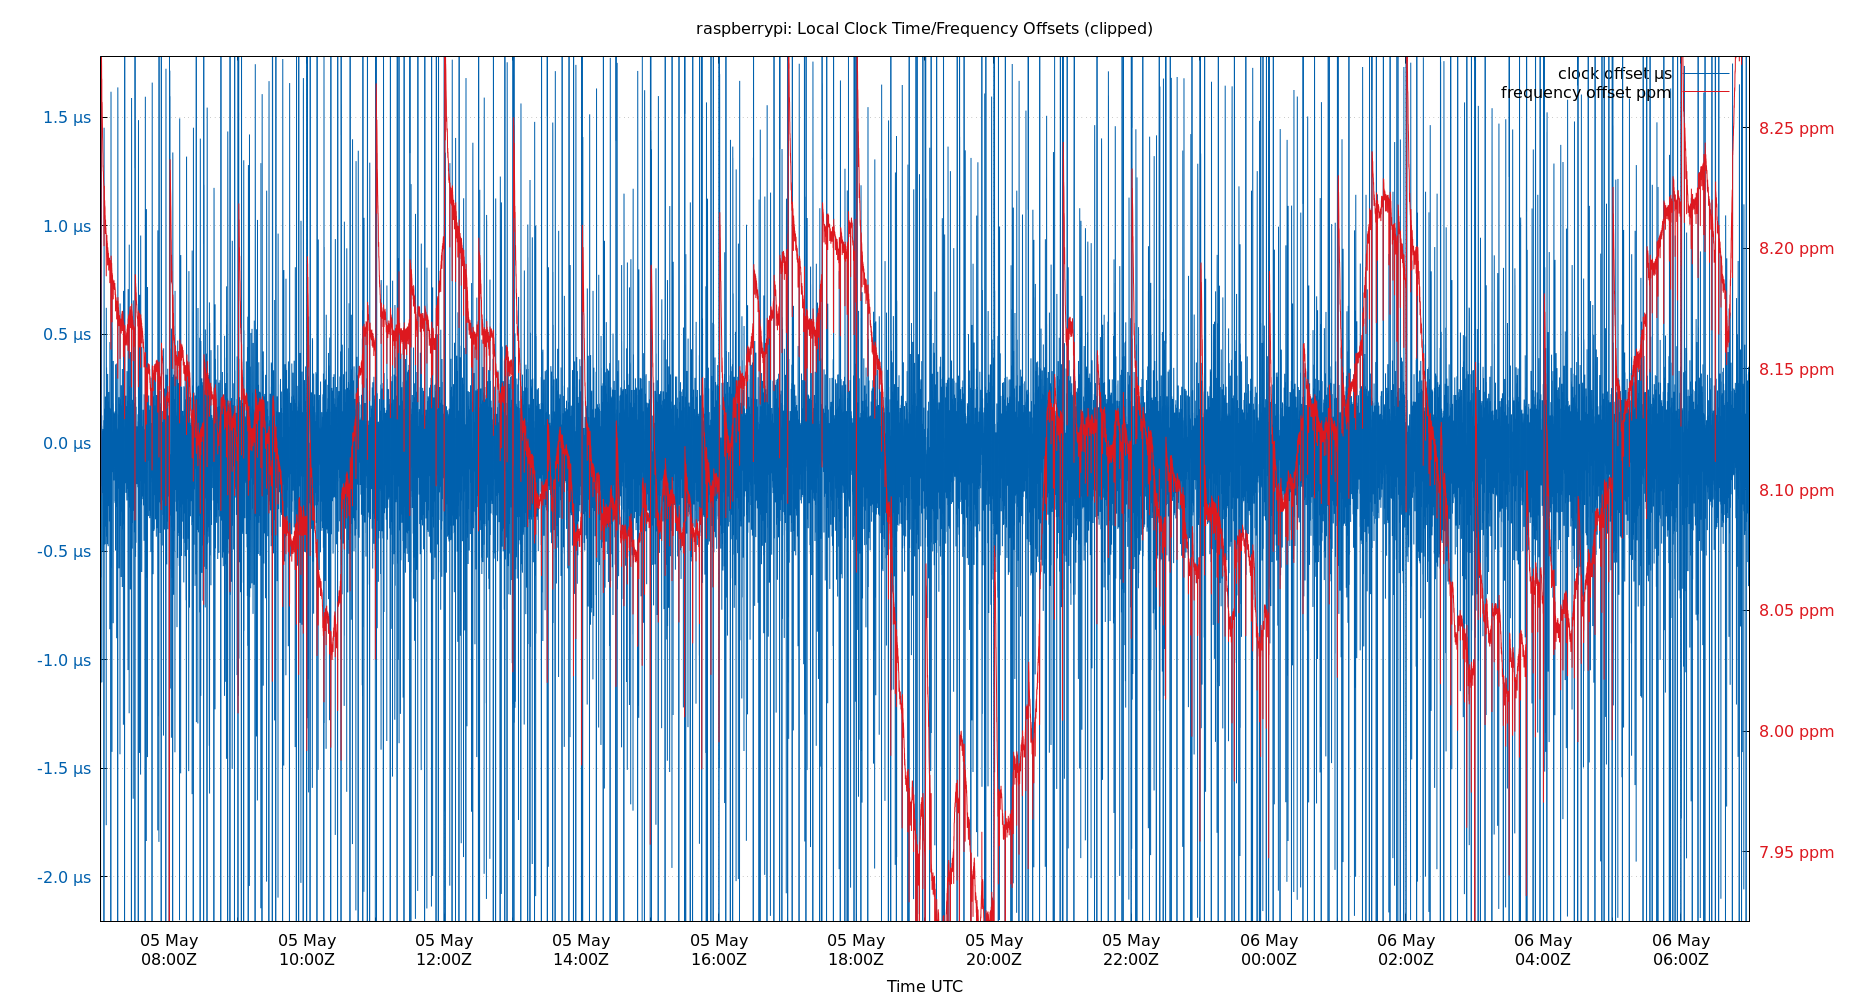 raspberrypi: Local Clock Time/Frequency Offsets (clipped)
clock offset µs
frequency offset ppm
1.5 µs
1.0 µs
0.5 µs
0.0 µs
-0.5 µs
-1.0 µs
-1.5 µs
-2.0 µs
8.25 ppm
8.20 ppm
8.15 ppm
8.10 ppm
8.05 ppm
8.00 ppm
7.95 ppm
05 May 05 May 05 May 05 May 05 May 05 May 05 May 05 May 06 May 06 May 06 May 06 May
08:00Z 10:00Z 12:00Z 14:00Z 16:00Z 18:00Z 20:00Z 22:00Z 00:00Z 02:00Z 04:00Z 06:00Z
Time UTC